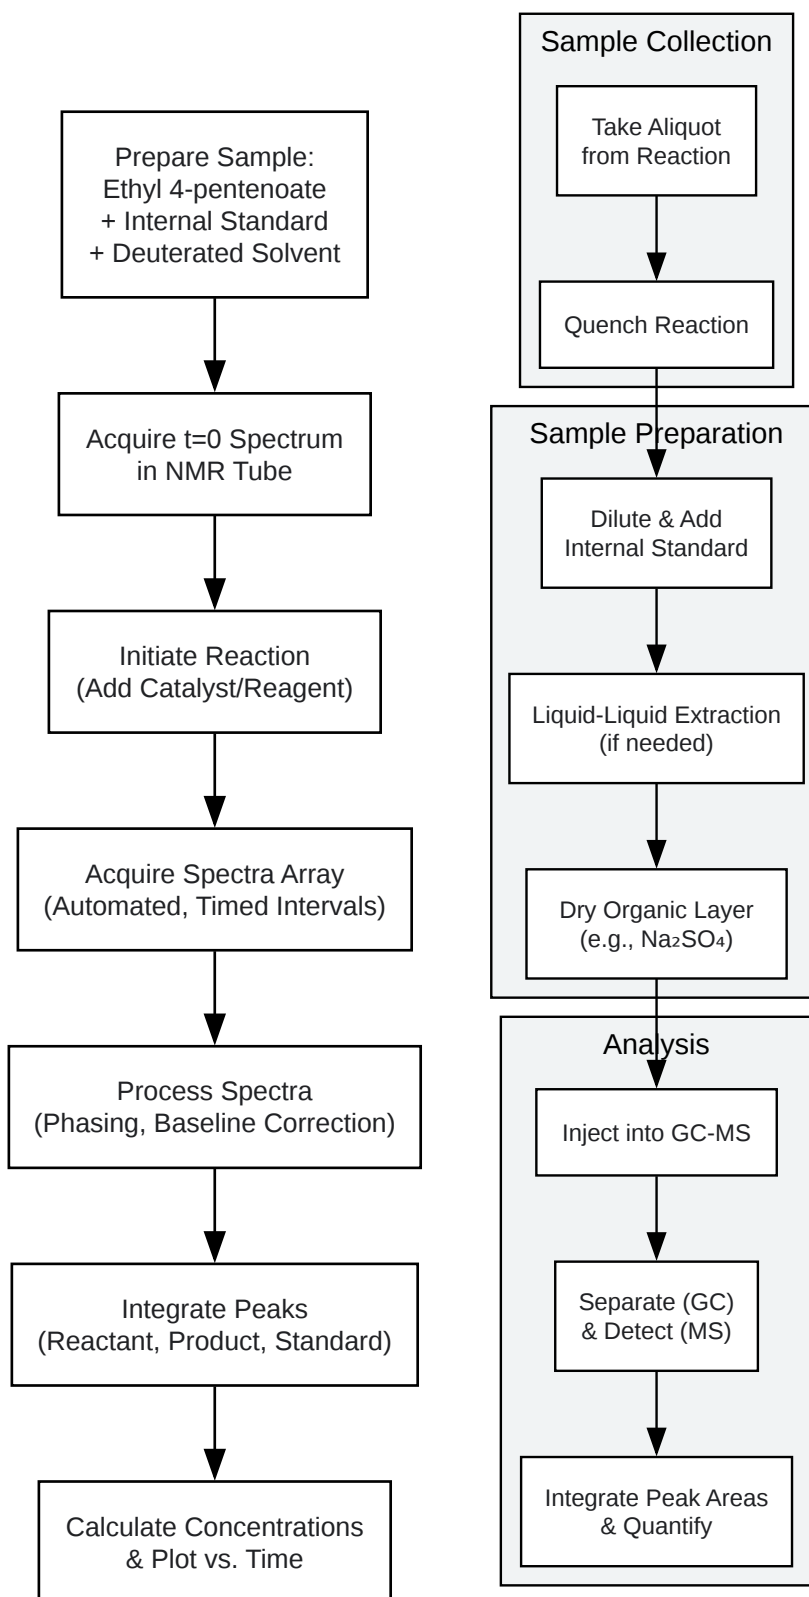 Prepare Sample:
Ethyl 4-pentenoate
+ Internal Standard
+ Deuterated Solvent
Acquire t=0 Spectrum
in NMR Tube
Initiate Reaction
(Add Catalyst/Reagent)
Acquire Spectra Array
(Automated, Timed Intervals)
Process Spectra
(Phasing, Baseline Correction)
Integrate Peaks
(Reactant, Product, Standard)
Calculate Concentrations
& Plot vs. Time
Sample Collection
Take Aliquot
from Reaction
Quench Reaction
Sample Preparation
Dilute & Add
Internal Standard
Liquid-Liquid Extraction
(if needed)
Dry Organic Layer
(e.g., Na₂SO₄)
Analysis
Inject into GC-MS
Separate (GC)
& Detect (MS)
Integrate Peak Areas
& Quantify